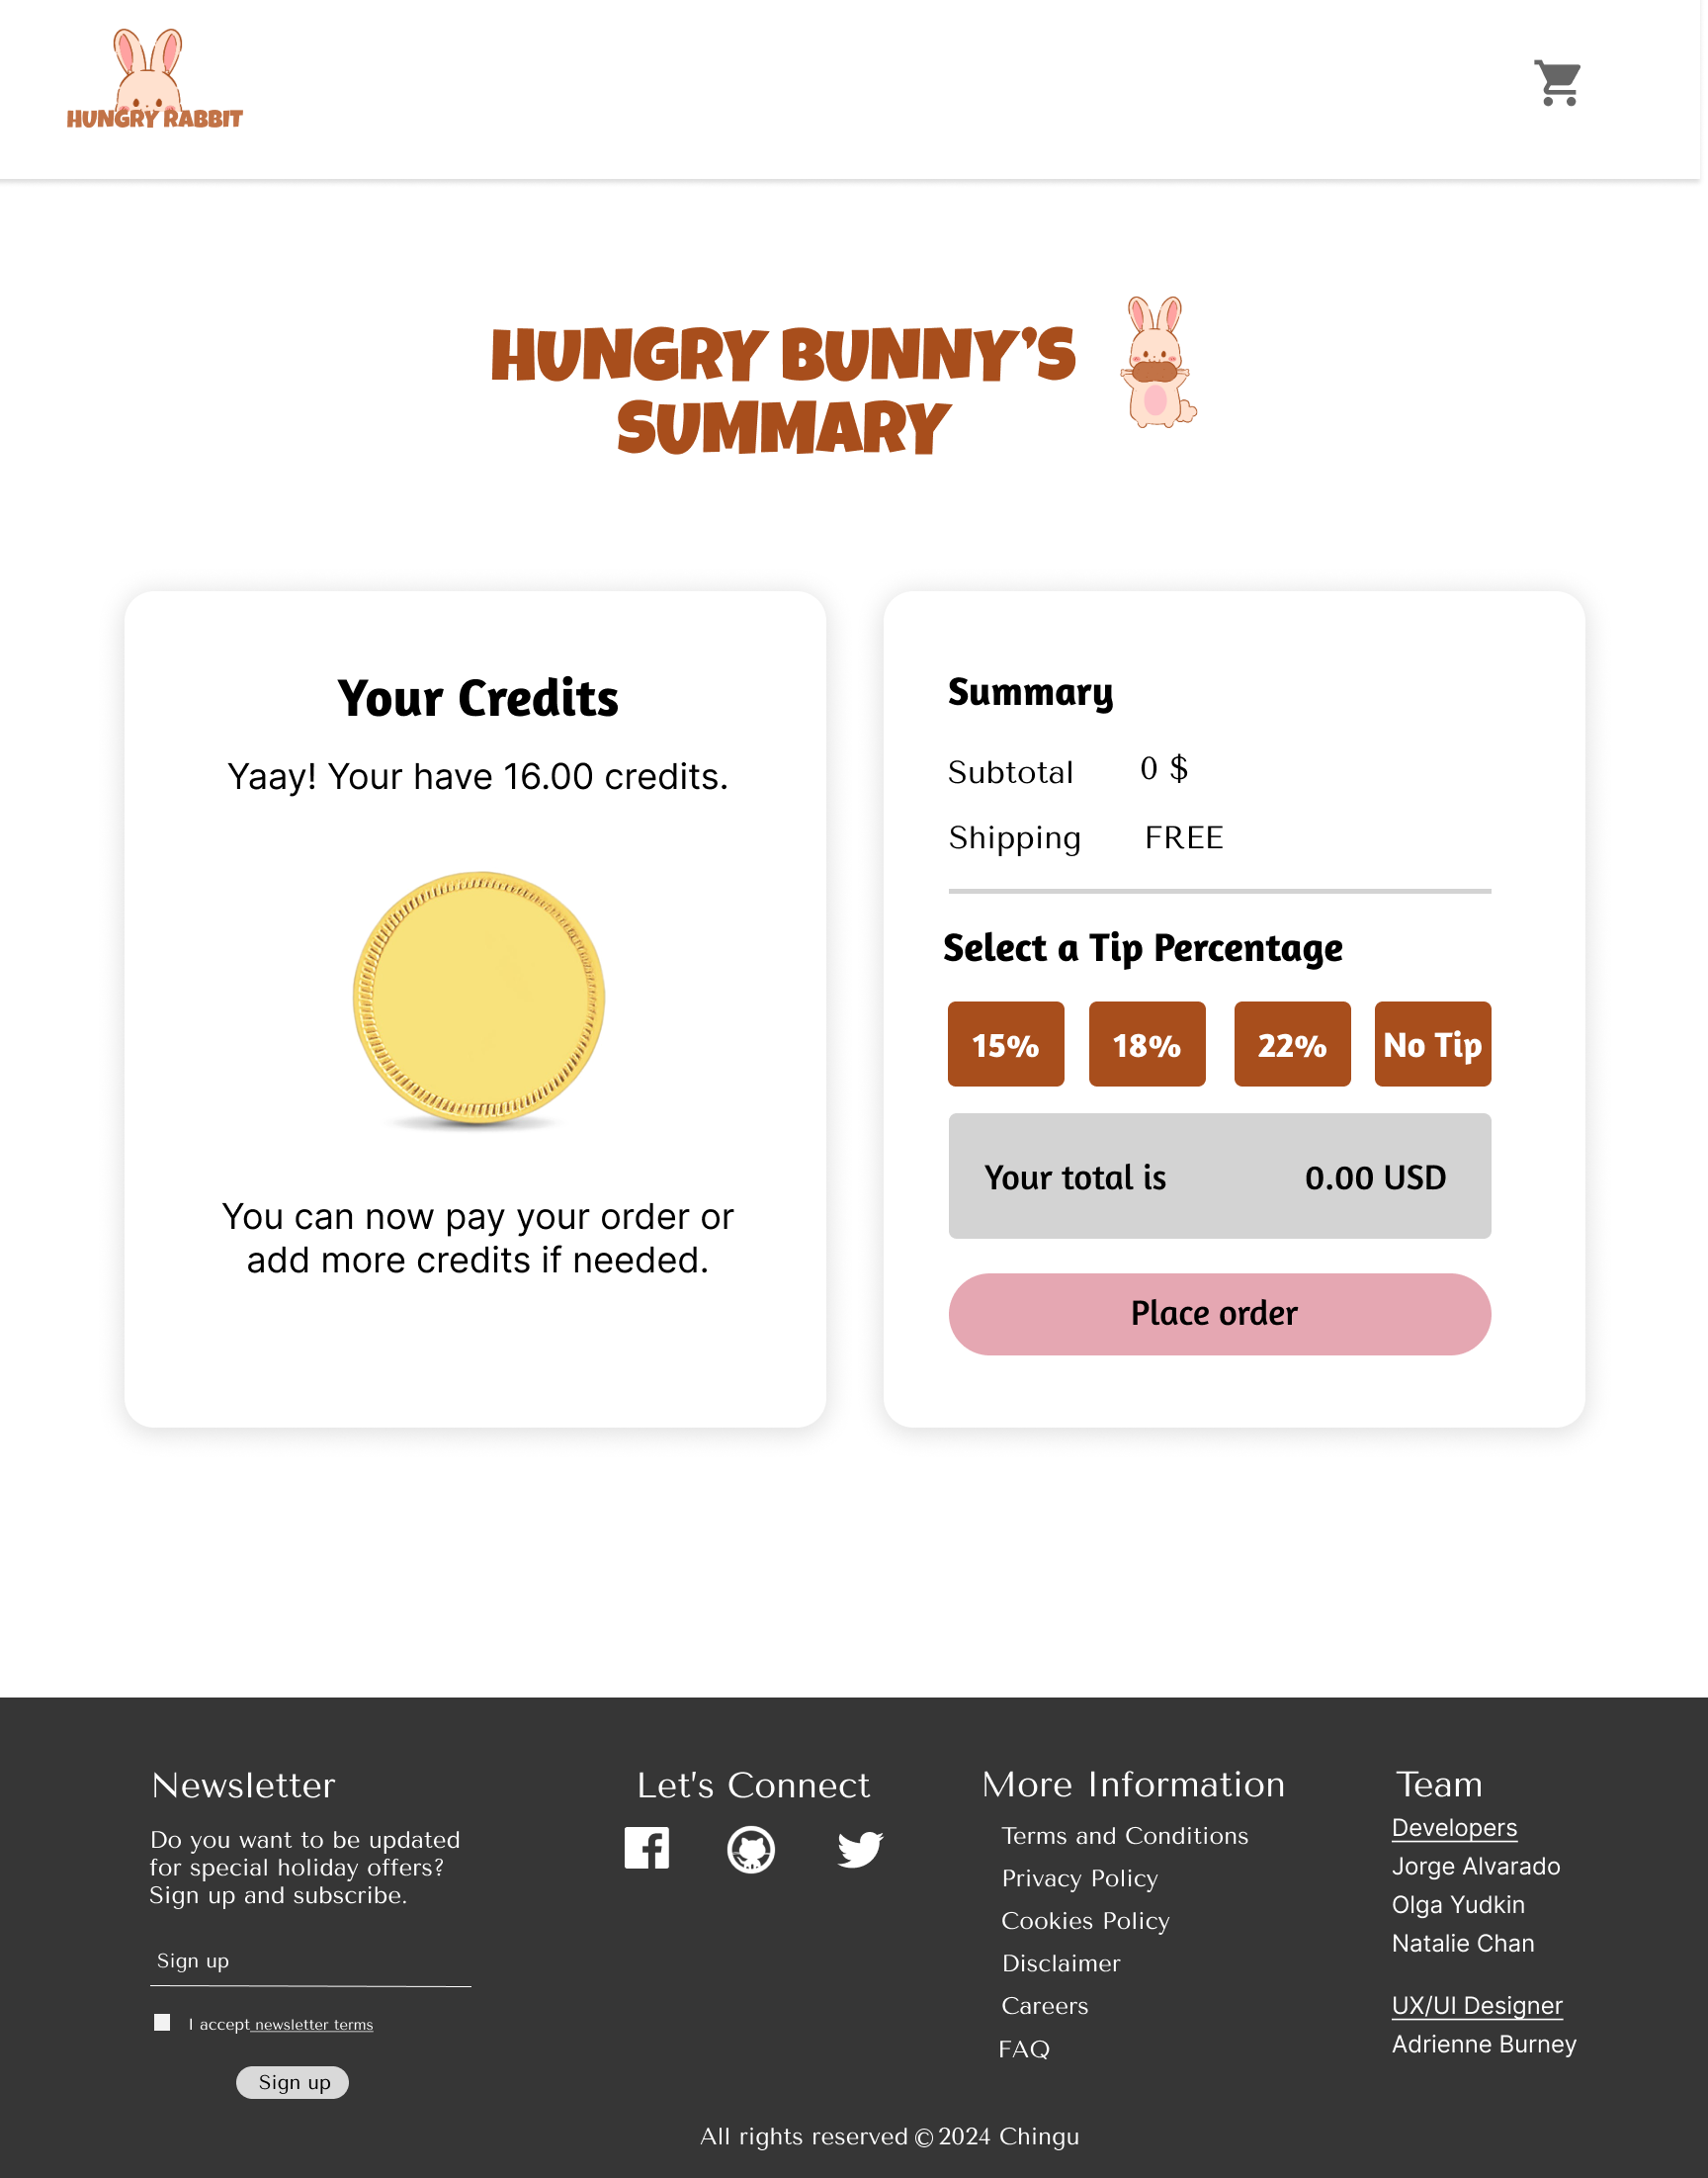 HUNGRY RABBIT
HUNGRY BUNNY’S
SUMMARY
Your Credits
Yaay! Your have 16.00 credits.
You can now pay your order or
add more credits if needed.
Summary
Subtotal 0 $
Shipping FREE
Select a Tip Percentage
15% 18% 22% No Tip
Your total is 0.00 USD
Place order
Newsletter
Do you want to be updated
for special holiday offers?
Sign up and subscribe.
Sign up
I accept newsletter terms
Sign up
Let’s Connect
More Information
Terms and Conditions
Privacy Policy
Cookies Policy
Disclaimer
Careers
FAQ
Team
Developers
Jorge Alvarado
Olga Yudkin
Natalie Chan
UX/UI Designer
Adrienne Burney
All rights reserved © 2024 Chingu